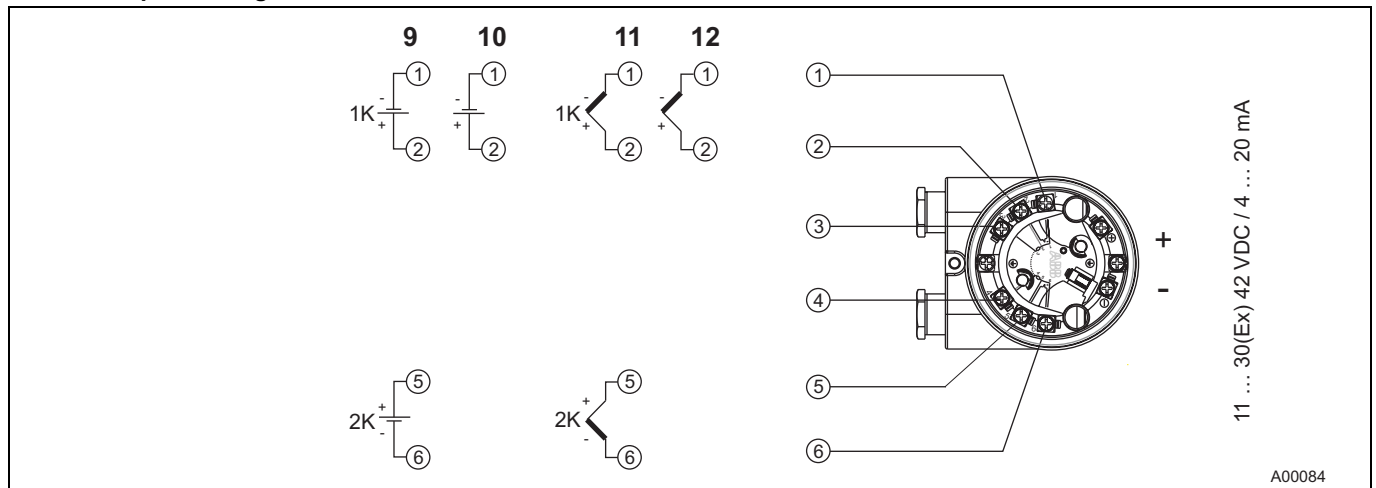 9 10 11 12
1 1 1 1
- - - -
1K 1K
+ + + +
2 2 2 2
5 5
+ +
2K 2K
- -
6 6
1
2
3
4
5
6
ABB
+
-
11 … 30(Ex) 42 VDC / 4 … 20 mA
A00084